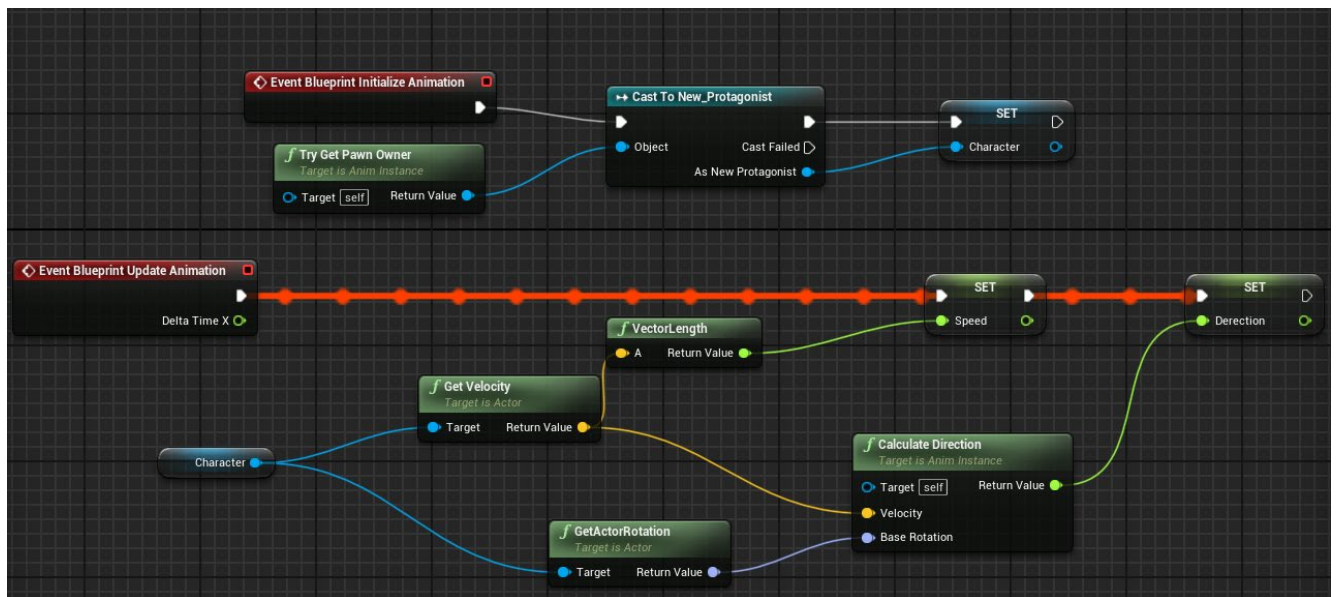 Event Blueprint Initialize Animation
Cast To New_Protagonist
Object
Cast Failed
As New Protagonist
SET
Character
f Try Get Pawn Owner
Target is Anim Instance
Target self Return Value
Event Blueprint Update Animation
Delta Time X
SET
Speed
SET
Derection
f VectorLength
A Return Value
f Get Velocity
Target is Actor
Target Return Value
Character
f Calculate Direction
Target is Anim Instance
Target self Return Value
Velocity
Base Rotation
f GetActorRotation
Target is Actor
Target Return Value